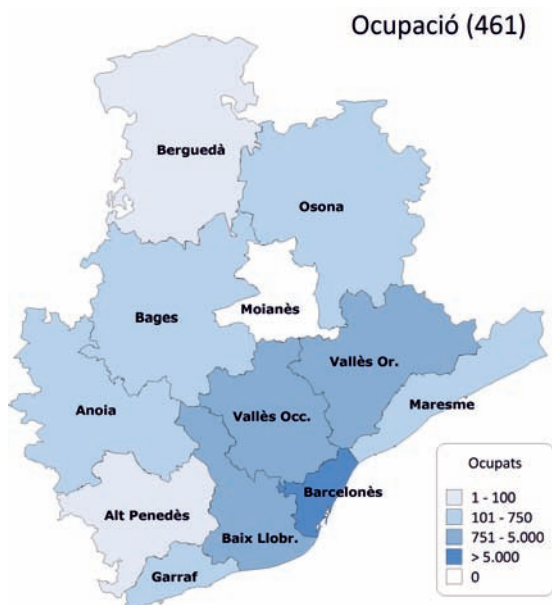 Ocupació (461)
Berguedà
Osona
Moianès
Bages
Vallès Or.
Anoia
Vallès Occ.
Maresme
Barcelonès
Alt Penedès
Baix Llobr.
Garraf
Ocupats
1 - 100
101 - 750
751 - 5.000
> 5.000
0